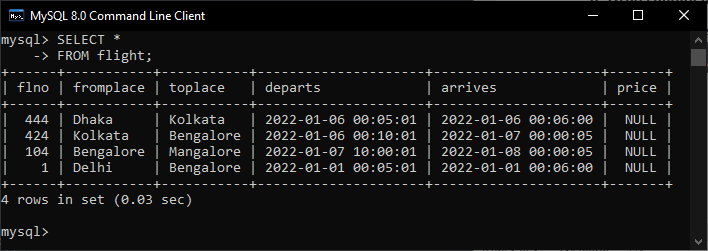 MySQL 8.0 Command Line Client
mysql> SELECT *
    -> FROM flight;
+------+-----------+-----------+---------------------+---------------------+-------+
| flno | fromplace | toplace   | departs             | arrives             | price |
+------+-----------+-----------+---------------------+---------------------+-------+
|  444 | Dhaka     | Kolkata   | 2022-01-06 00:05:01 | 2022-01-06 00:06:00 |  NULL |
|  424 | Kolkata   | Bengalore | 2022-01-06 00:10:01 | 2022-01-07 00:00:05 |  NULL |
|  104 | Bengalore | Mangalore | 2022-01-07 10:00:01 | 2022-01-08 00:00:05 |  NULL |
|    1 | Delhi     | Bengalore | 2022-01-01 00:05:01 | 2022-01-01 00:06:00 |  NULL |
+------+-----------+-----------+---------------------+---------------------+-------+
4 rows in set (0.03 sec)
mysql>